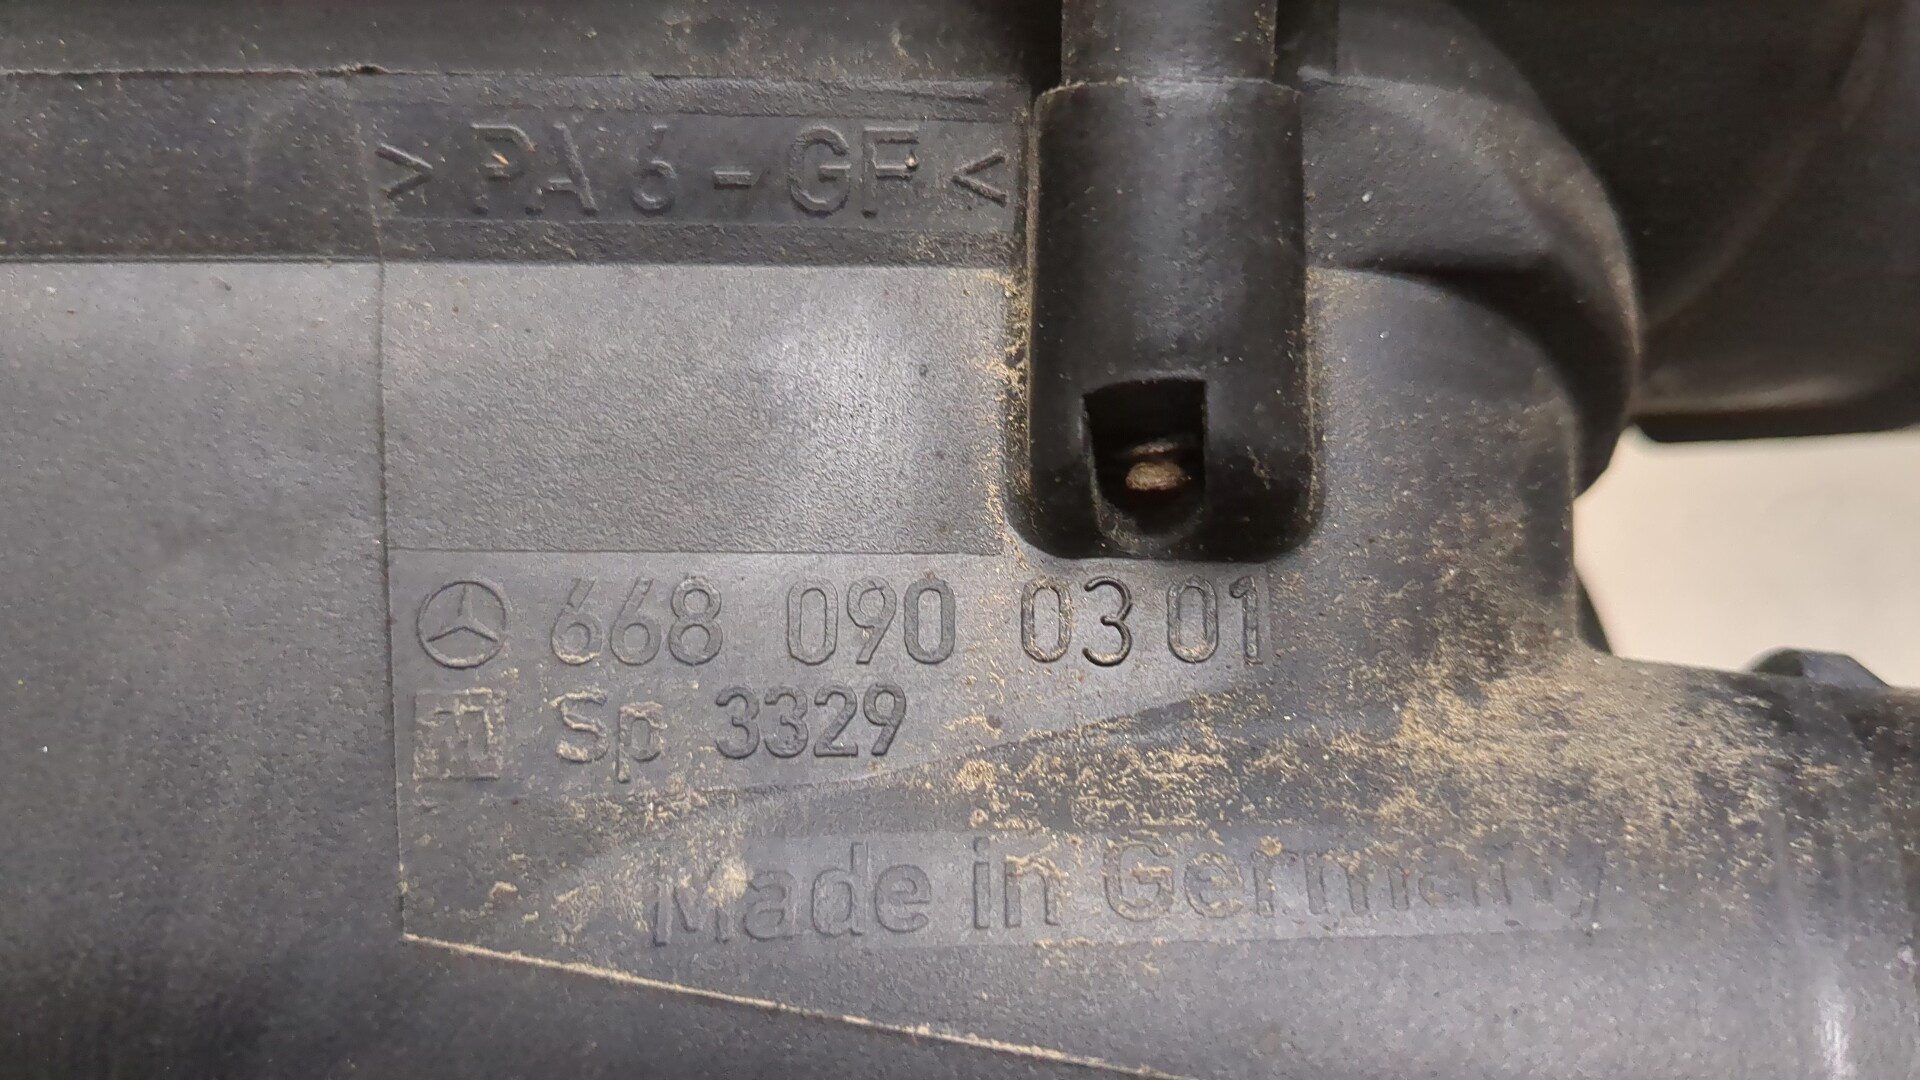 > PA 6 - GF <
668 090 03 01
Sp 3329
Made in Germany